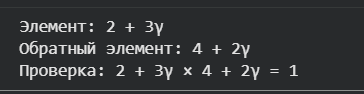 Элемент: 2 + 3γ
Обратный элемент: 4 + 2γ
Проверка: 2 + 3γ × 4 + 2γ = 1